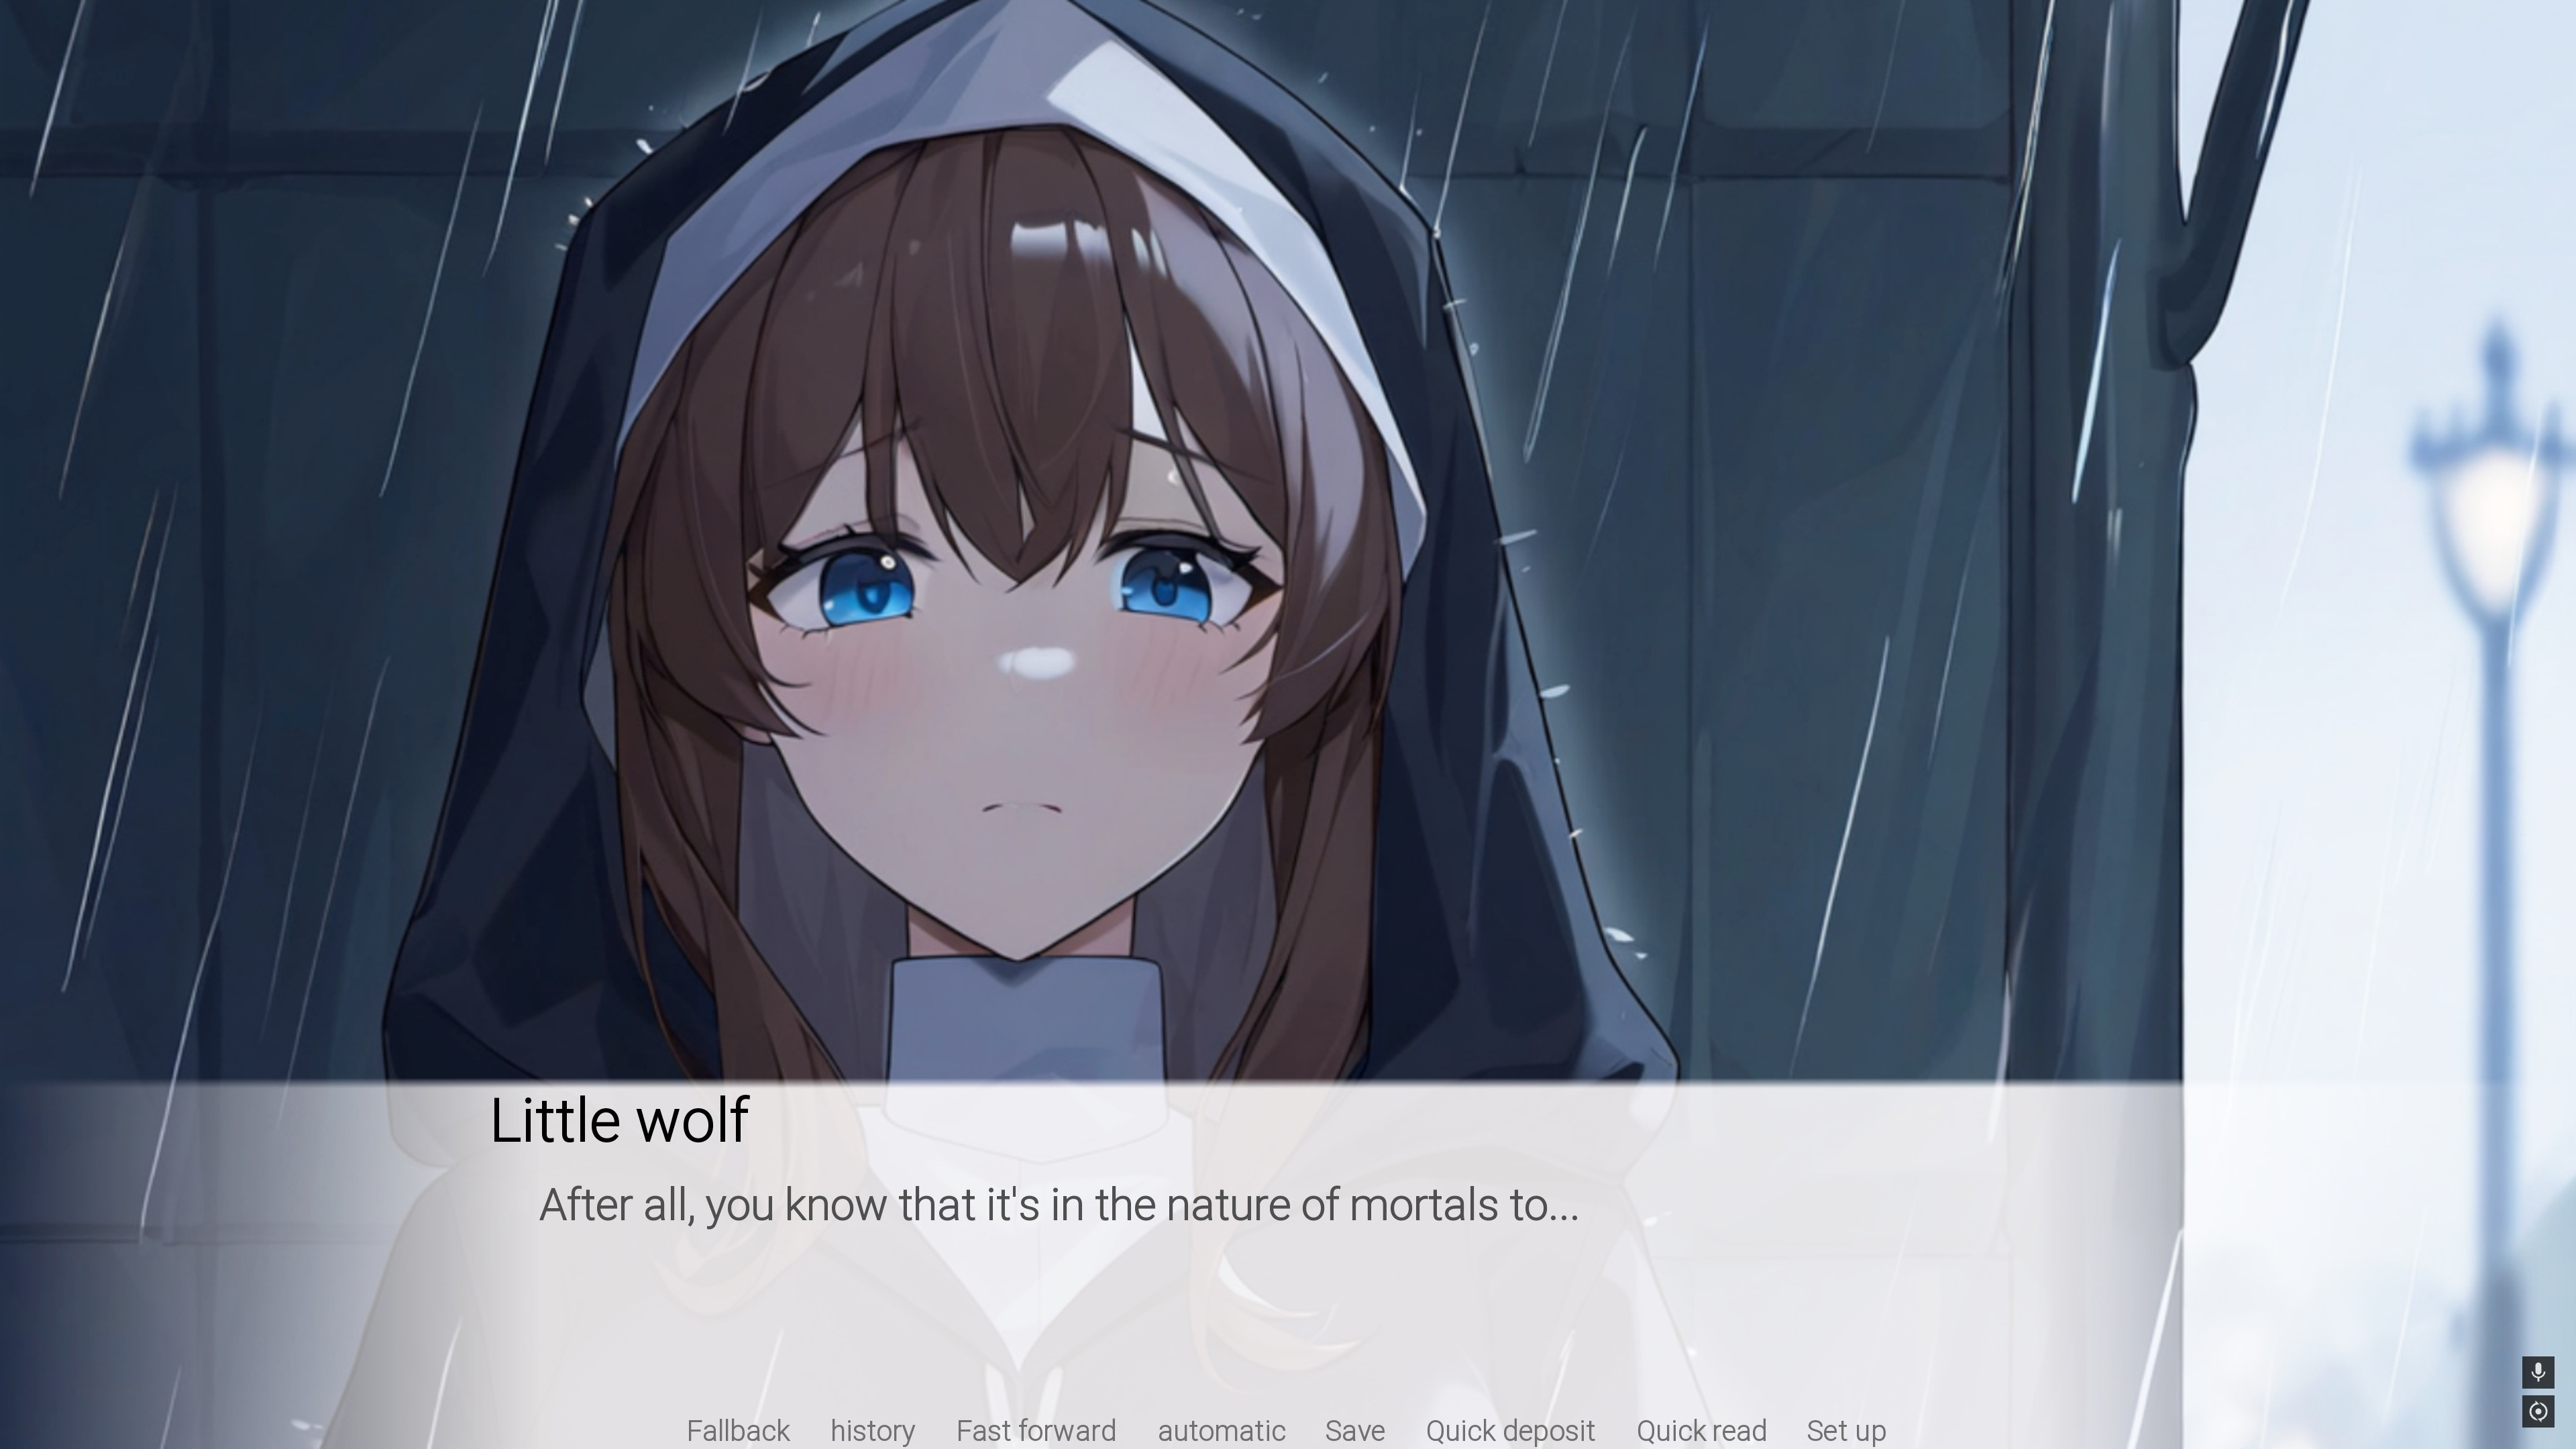 Little wolf
After all, you know that it's in the nature of mortals to...
Fallback history Fast forward automatic Save Quick deposit Quick read Set up